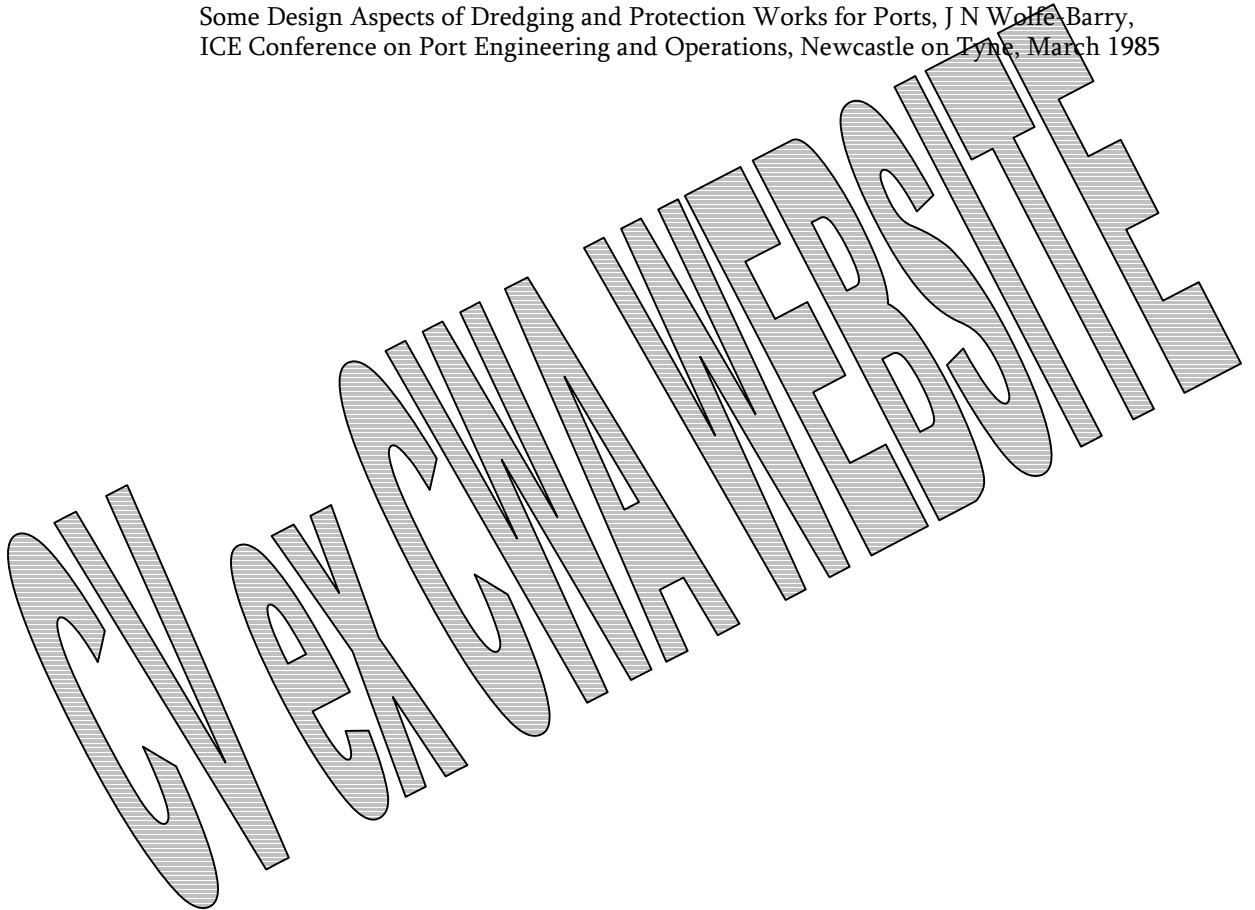 Some Design Aspects of Dredging and Protection Works for Ports, J N Wolfe-Barry,
ICE Conference on Port Engineering and Operations, Newcastle on Tyne, March 1985
CV ex CWA WEBSITE